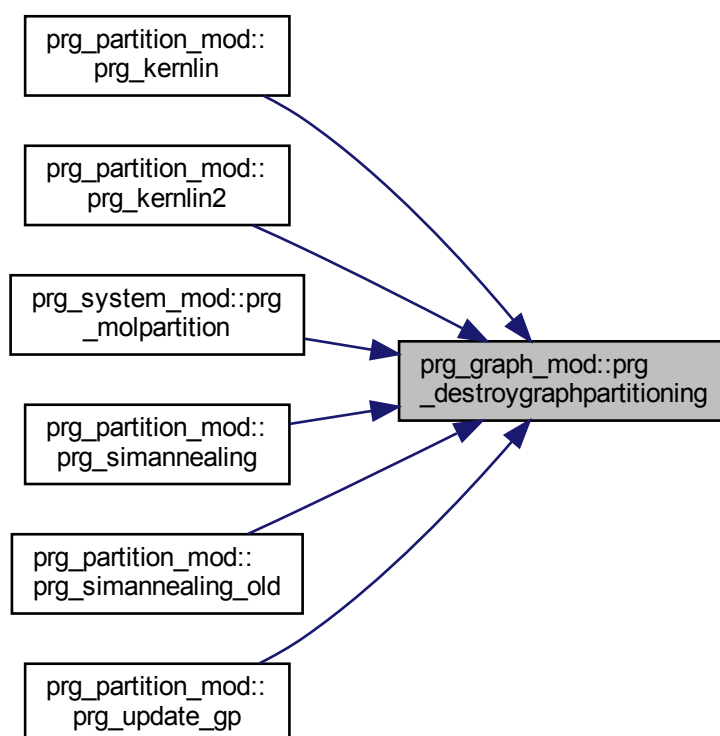 prg_partition_mod::
prg_kernlin
prg_partition_mod::
prg_kernlin2
prg_system_mod::prg
_molpartition
prg_graph_mod::prg
_destroygraphpartitioning
prg_partition_mod::
prg_simannealing
prg_partition_mod::
prg_simannealing_old
prg_partition_mod::
prg_update_gp